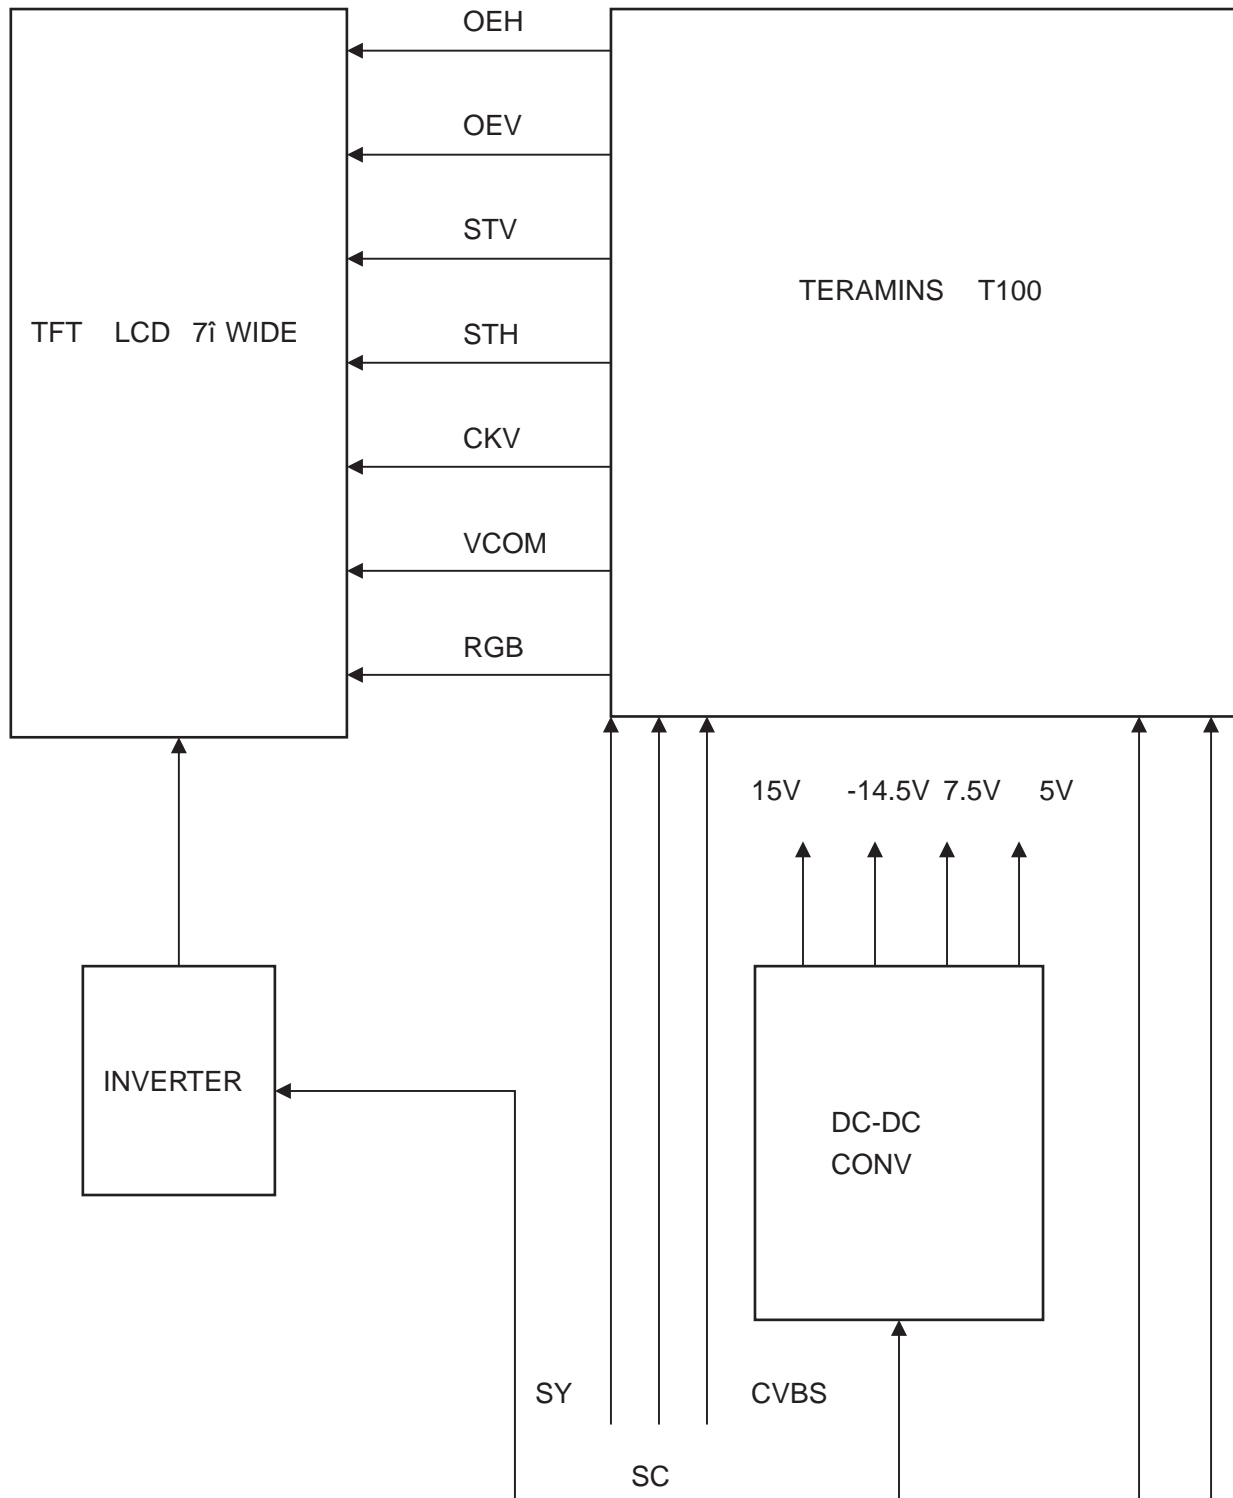 OEH
OEV
STV
TERAMINS T100
TFT LCD 7î WIDE
STH
CKV
VCOM
RGB
15V -14.5V 7.5V 5V
INVERTER
DC-DC
CONV
SY
CVBS
SC